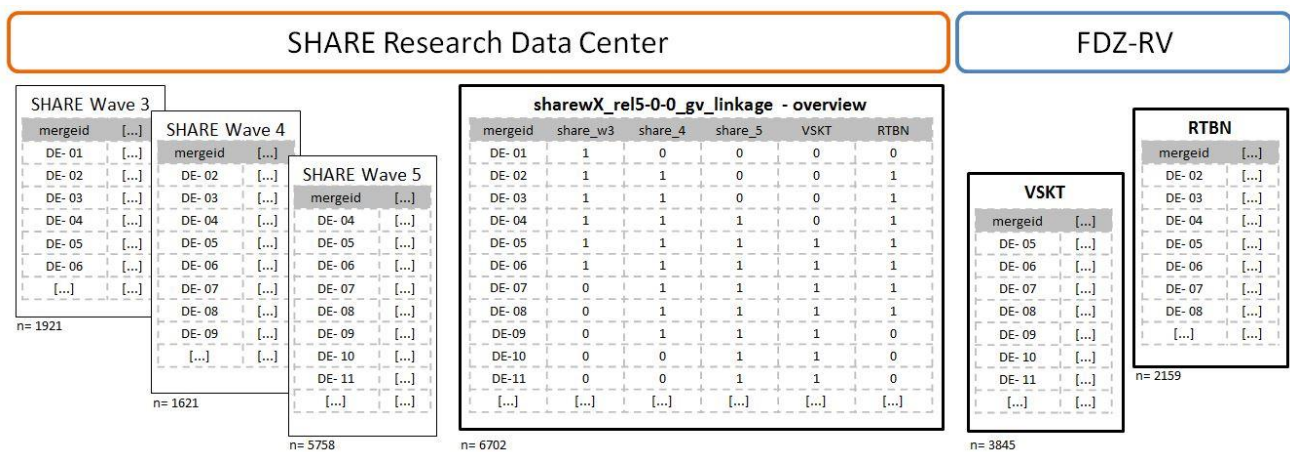 SHARE Research Data Center
FDZ-RV
SHARE Wave 3
mergeid [...]
DE- 01 [...]
DE- 02 [...]
DE- 03 [...]
DE- 04 [...]
DE- 05 [...]
DE- 06 [...]
[...] [...]
n= 1921
SHARE Wave 4
mergeid [...]
DE- 02 [...]
DE- 03 [...]
DE- 04 [...]
DE- 05 [...]
DE- 06 [...]
DE- 07 [...]
DE- 08 [...]
DE- 09 [...]
[...] [...]
n= 1621
SHARE Wave 5
mergeid [...]
DE- 04 [...]
DE- 05 [...]
DE- 06 [...]
DE- 07 [...]
DE- 08 [...]
DE- 09 [...]
DE- 10 [...]
DE- 11 [...]
[...] [...]
n= 5758
sharewX_rel5-0-0_gv_linkage - overview
mergeid share_w3 share_4 share_5 VSKT RTBN
DE- 01 1 0 0 0 0
DE- 02 1 1 0 0 1
DE- 03 1 1 0 0 1
DE- 04 1 1 1 0 1
DE- 05 1 1 1 1 1
DE- 06 1 1 1 1 1
DE- 07 0 1 1 1 1
DE- 08 0 1 1 1 1
DE-09 0 1 1 1 0
DE-10 0 0 1 1 0
DE-11 0 0 1 1 0
[...] [...] [...] [...] [...] [...]
n= 6702
VSKT
mergeid [...]
DE- 05 [...]
DE- 06 [...]
DE- 07 [...]
DE- 08 [...]
DE- 09 [...]
DE- 10 [...]
DE- 11 [...]
[...] [...]
n= 3845
RTBN
mergeid [...]
DE- 02 [...]
DE- 03 [...]
DE- 04 [...]
DE- 05 [...]
DE- 06 [...]
DE- 07 [...]
DE- 08 [...]
[...] [...]
n= 2159